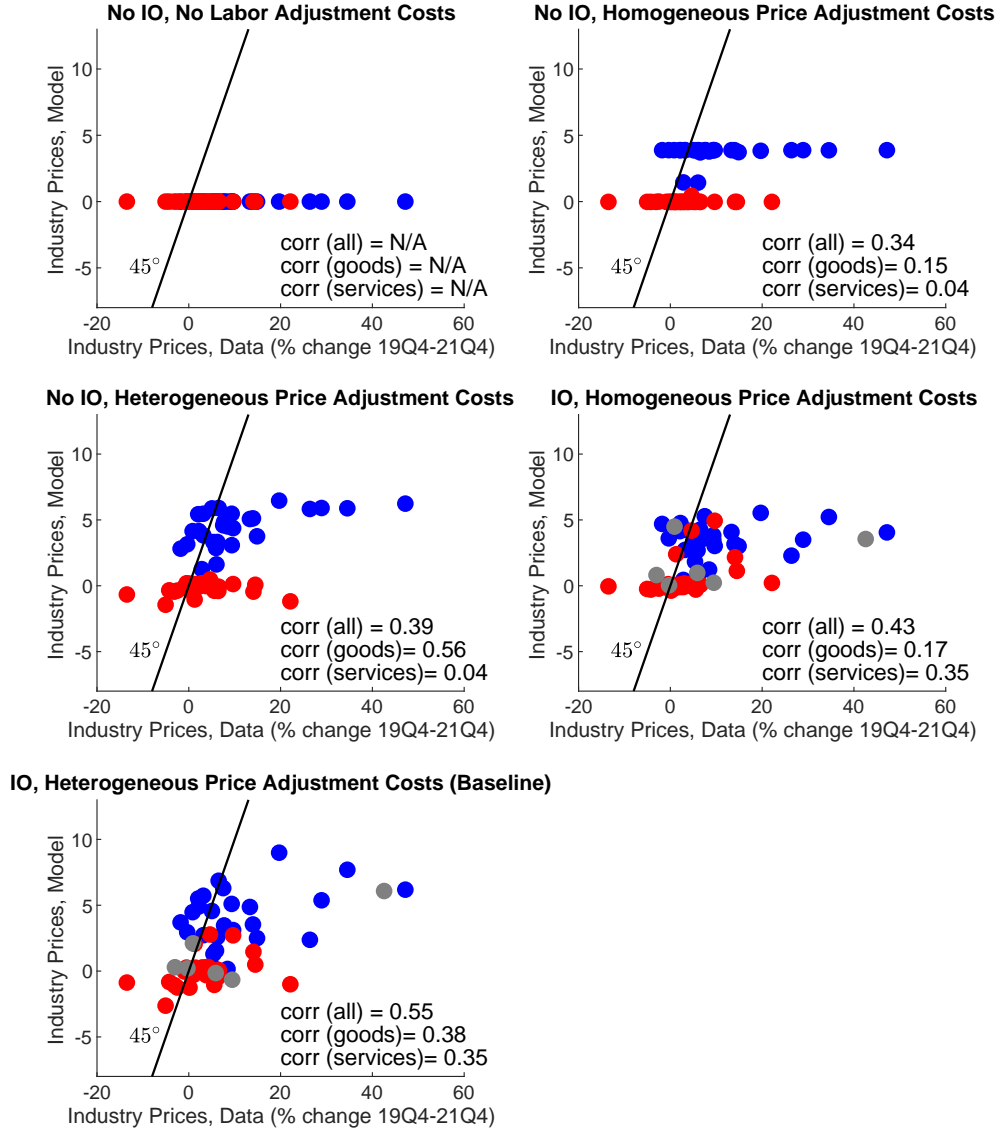 No IO, No Labor Adjustment Costs
10
5
0
-5
Industry Prices, Model
45°
corr (all) = N/A
corr (goods) = N/A
corr (services) = N/A
-20 0 20 40 60
Industry Prices, Data (% change 19Q4-21Q4)
No IO, Homogeneous Price Adjustment Costs
10
5
0
-5
Industry Prices, Model
45°
corr (all) = 0.34
corr (goods)= 0.15
corr (services)= 0.04
-20 0 20 40 60
Industry Prices, Data (% change 19Q4-21Q4)
No IO, Heterogeneous Price Adjustment Costs
10
5
0
-5
Industry Prices, Model
45°
corr (all) = 0.39
corr (goods)= 0.56
corr (services)= 0.04
-20 0 20 40 60
Industry Prices, Data (% change 19Q4-21Q4)
IO, Homogeneous Price Adjustment Costs
10
5
0
-5
Industry Prices, Model
45°
corr (all) = 0.43
corr (goods)= 0.17
corr (services)= 0.35
-20 0 20 40 60
Industry Prices, Data (% change 19Q4-21Q4)
IO, Heterogeneous Price Adjustment Costs (Baseline)
10
5
0
-5
Industry Prices, Model
45°
corr (all) = 0.55
corr (goods)= 0.38
corr (services)= 0.35
-20 0 20 40 60
Industry Prices, Data (% change 19Q4-21Q4)